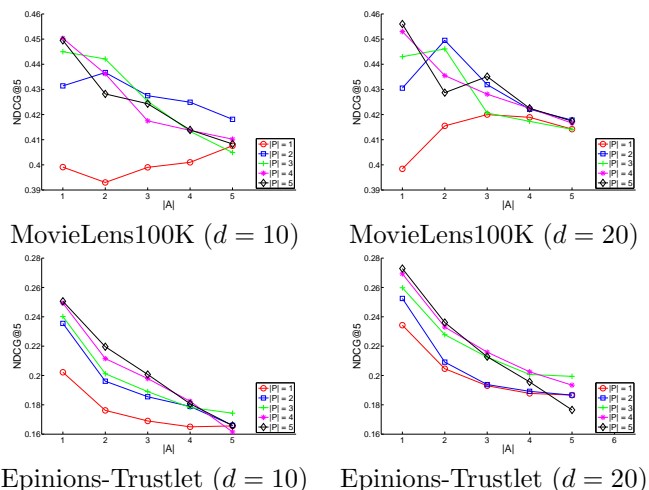 0.46
0.45
0.44
0.43
0.42
0.41
0.4
0.39
NDCG@5
1 2 3 4 5
|A|
|P| = 1
|P| = 2
|P| = 3
|P| = 4
|P| = 5
MovieLens100K (d = 10)
0.46
0.45
0.44
0.43
0.42
0.41
0.4
0.39
NDCG@5
1 2 3 4 5
|A|
|P| = 1
|P| = 2
|P| = 3
|P| = 4
|P| = 5
MovieLens100K (d = 20)
0.28
0.26
0.24
0.22
0.2
0.18
0.16
NDCG@5
1 2 3 4 5
|A|
|P| = 1
|P| = 2
|P| = 3
|P| = 4
|P| = 5
Epinions-Trustlet (d = 10)
0.28
0.26
0.24
0.22
0.2
0.18
0.16
NDCG@5
1 2 3 4 5 6
|A|
|P| = 1
|P| = 2
|P| = 3
|P| = 4
|P| = 5
Epinions-Trustlet (d = 20)